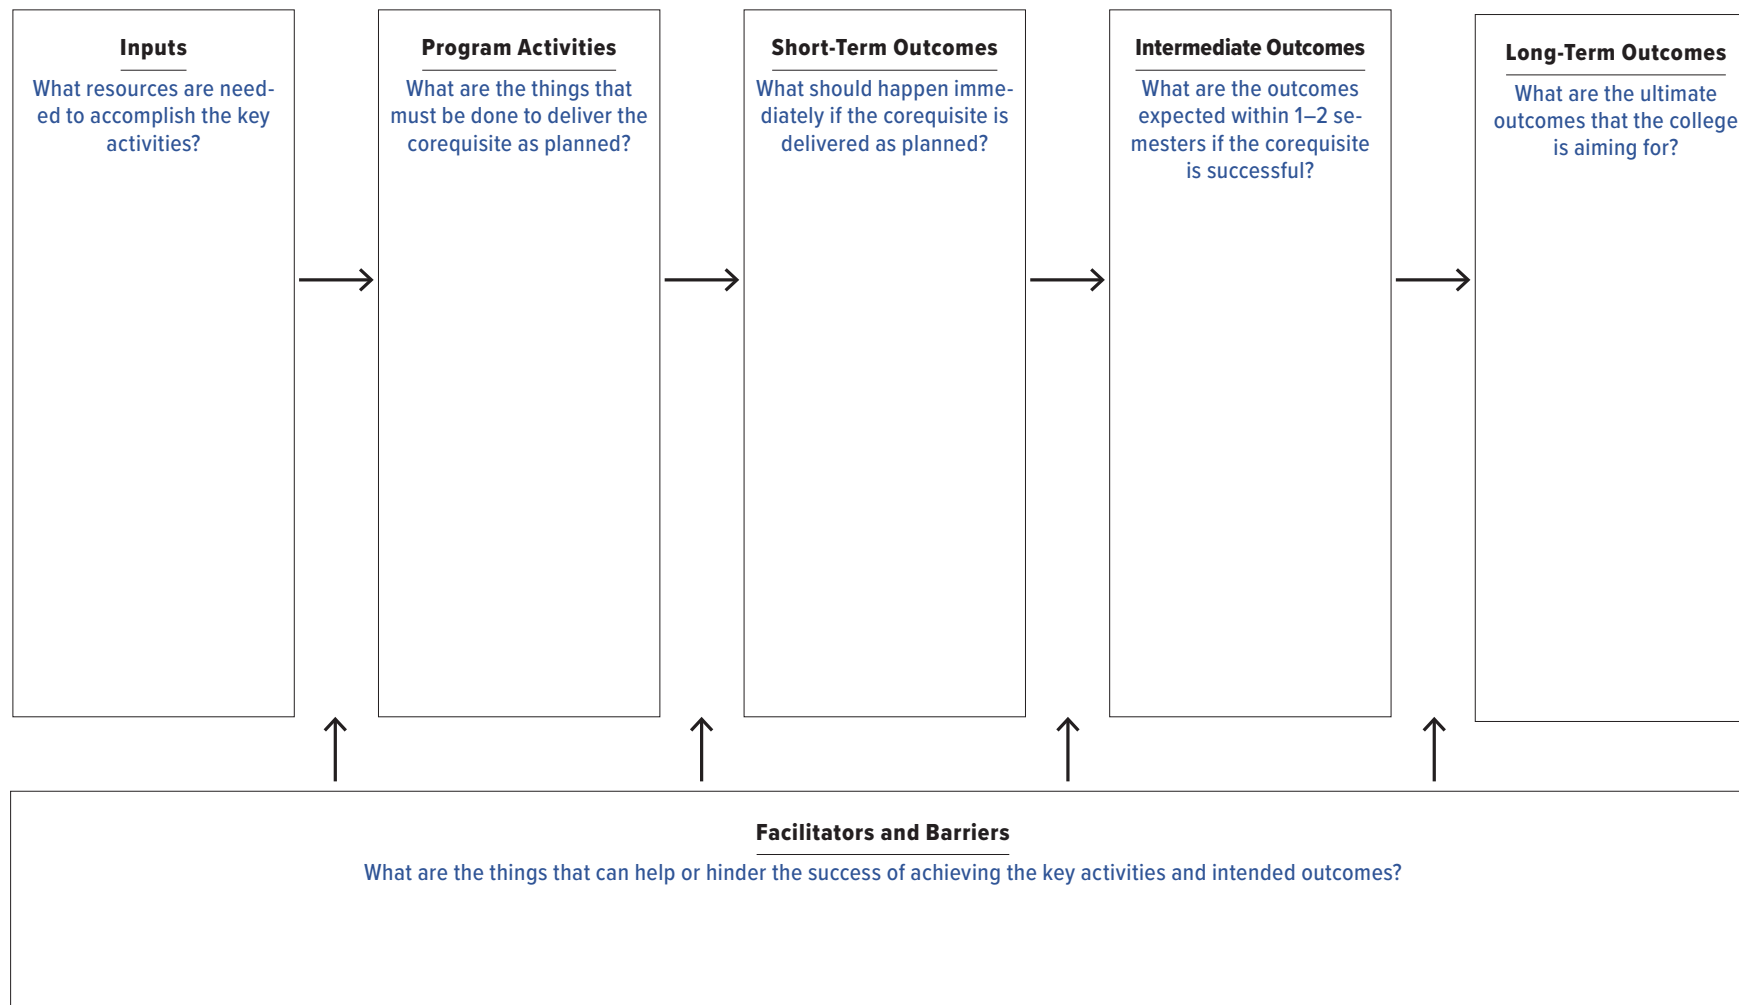 Inputs
What resources are need-
ed to accomplish the key
activities?
Program Activities
What are the things that
must be done to deliver the
corequisite as planned?
Short-Term Outcomes
What should happen imme-
diately if the corequisite is
delivered as planned?
Intermediate Outcomes
What are the outcomes
expected within 1–2 se-
mesters if the corequisite
is successful?
Long-Term Outcomes
What are the ultimate
outcomes that the college
is aiming for?
Facilitators and Barriers
What are the things that can help or hinder the success of achieving the key activities and intended outcomes?